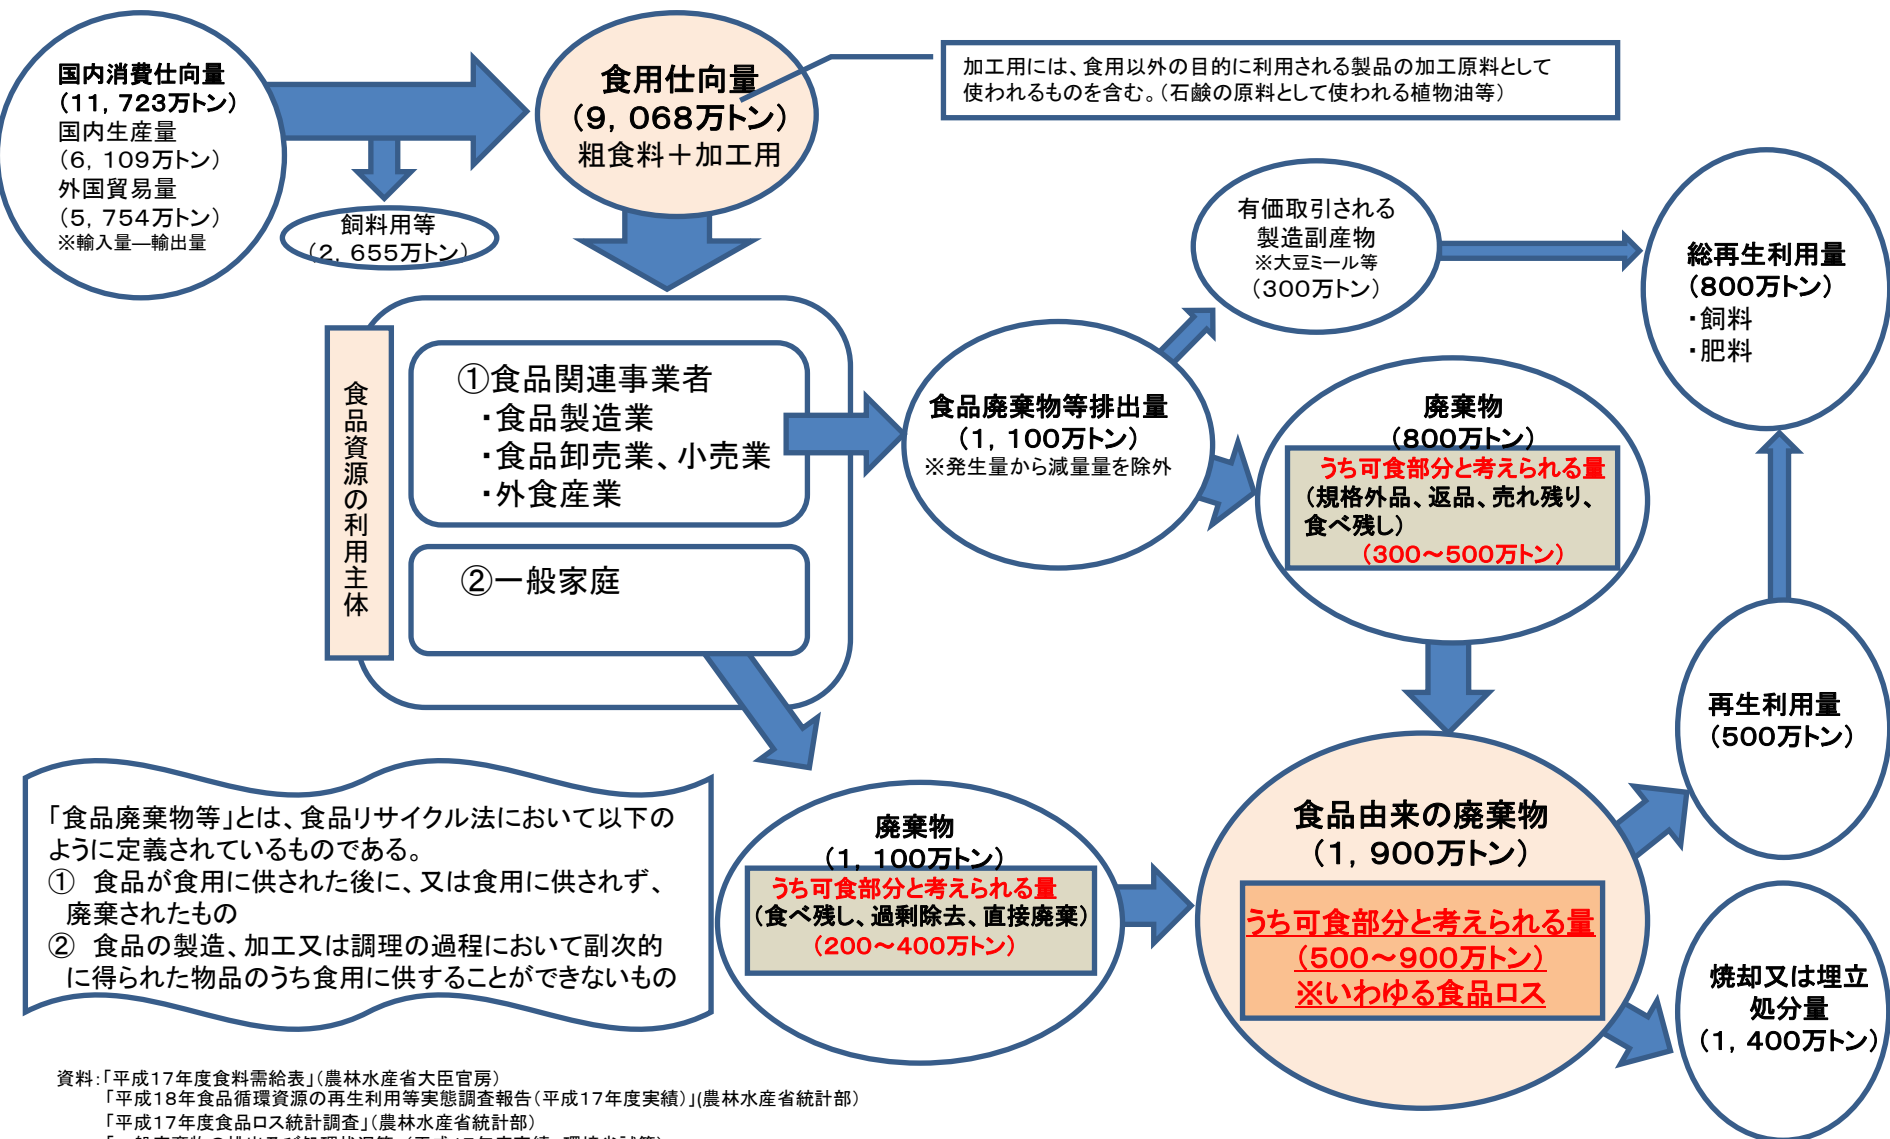 国内消費仕向量
(11, 723万トン)
国内生産量
(6, 109万トン)
外国貿易量
(5, 754万トン)
※輸入量―輸出量
食用仕向量
(9, 068万トン)
粗食料+加工用
加工用には、食用以外の目的に利用される製品の加工原料として
使われるものを含む。(石鹸の原料として使われる植物油等)
飼料用等
(2, 655万トン)
有価取引される
製造副産物
※大豆ミール等
(300万トン)
総再生利用量
(800万トン)
・飼料
・肥料
食品資源の利用主体
①食品関連事業者
・食品製造業
・食品卸売業、小売業
・外食産業
②一般家庭
食品廃棄物等排出量
(1, 100万トン)
※発生量から減量量を除外
廃棄物
(800万トン)
うち可食部分と考えられる量
(規格外品、返品、売れ残り、
食べ残し)
(300~500万トン)
再生利用量
(500万トン)
「食品廃棄物等」とは、食品リサイクル法において以下の
ように定義されているものである。
① 食品が食用に供された後に、又は食用に供されず、
廃棄されたもの
② 食品の製造、加工又は調理の過程において副次的
に得られた物品のうち食用に供することができないもの
廃棄物
(1, 100万トン)
うち可食部分と考えられる量
(食べ残し、過剰除去、直接廃棄)
(200~400万トン)
食品由来の廃棄物
(1, 900万トン)
うち可食部分と考えられる量
(500~900万トン)
※いわゆる食品ロス
焼却又は埋立
処分量
(1, 400万トン)
資料:「平成17年度食料需給表」(農林水産省大臣官房)
「平成18年食品循環資源の再生利用等実態調査報告(平成17年度実績)」(農林水産省統計部)
「平成17年度食品ロス統計調査」(農林水産省統計部)